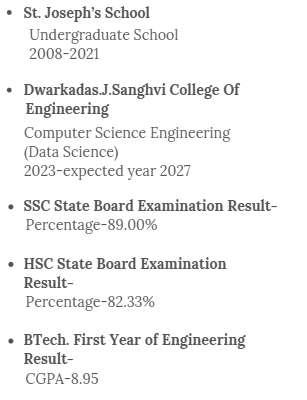 • St. Joseph's School
Undergraduate School
2008-2021
• Dwarkadas.J.Sanghvi College Of
Engineering
Computer Science Engineering
(Data Science)
2023-expected year 2027
• SSC State Board Examination Result-
Percentage-89.00%
• HSC State Board Examination
Result-
Percentage-82.33%
• BTech. First Year of Engineering
Result-
CGPA-8.95